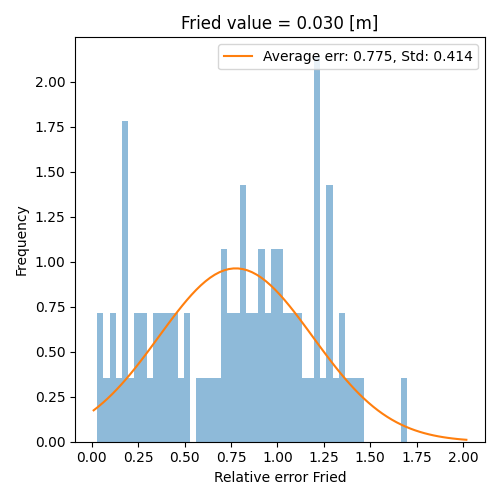 Fried value = 0.030 [m]
Average err: 0.775, Std: 0.414
Frequency
2.00
1.75
1.50
1.25
1.00
0.75
0.50
0.25
0.00
0.00 0.25 0.50 0.75 1.00 1.25 1.50 1.75 2.00
Relative error Fried